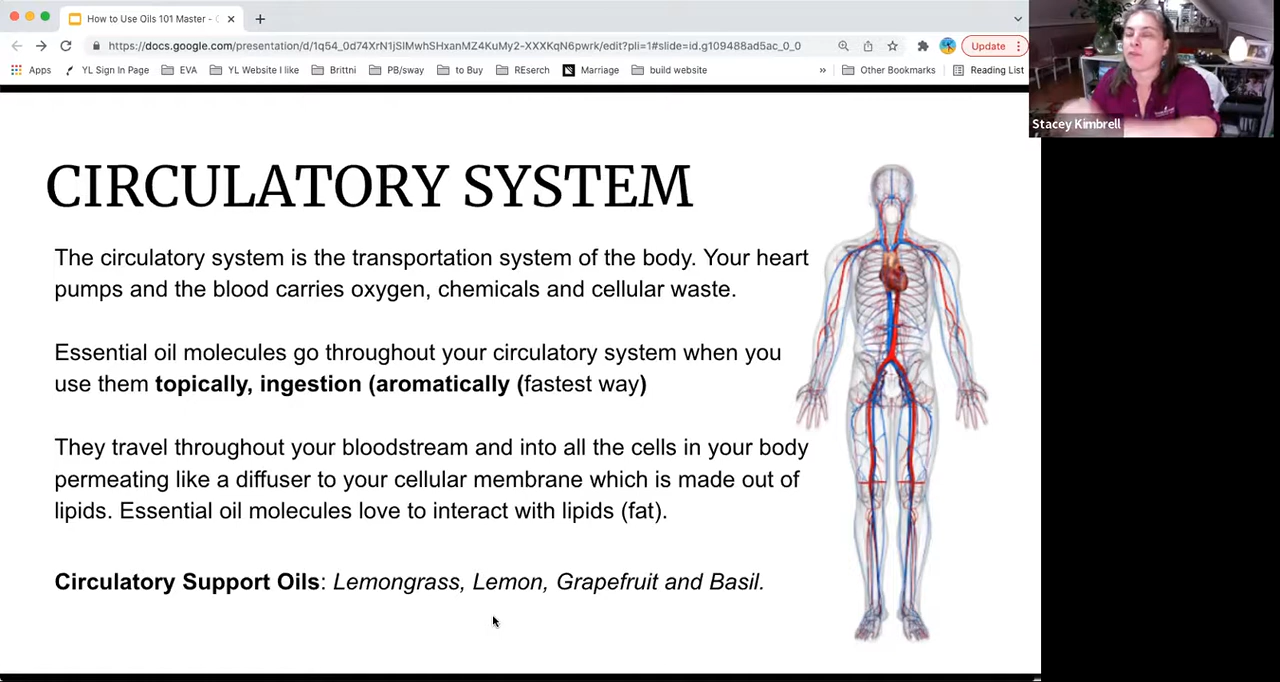 How to Use Oils 101 Master - G
https://docs.google.com/presentation/d/1q54_0d74XrN1jSIMwhSHxanMZ4KuMy2-XXXKqN6pwrk/edit?pli=1#slide=id.g109488ad5ac_0_0
Update
Apps YL Sign In Page EVA YL Website I like Brittni PB/sway to Buy REserch Marriage build website » Other Bookmarks Reading List
Stacey Kimbrell
CIRCULATORY SYSTEM
The circulatory system is the transportation system of the body. Your heart
pumps and the blood carries oxygen, chemicals and cellular waste.
Essential oil molecules go throughout your circulatory system when you
use them topically, ingestion (aromatically (fastest way)
They travel throughout your bloodstream and into all the cells in your body
permeating like a diffuser to your cellular membrane which is made out of
lipids. Essential oil molecules love to interact with lipids (fat).
Circulatory Support Oils: Lemongrass, Lemon, Grapefruit and Basil.